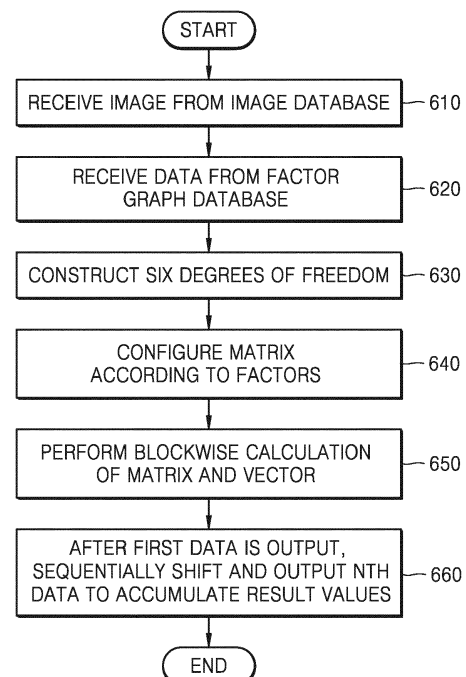 START
RECEIVE IMAGE FROM IMAGE DATABASE
610
RECEIVE DATA FROM FACTOR
GRAPH DATABASE
620
CONSTRUCT SIX DEGREES OF FREEDOM
630
CONFIGURE MATRIX
ACCORDING TO FACTORS
640
PERFORM BLOCKWISE CALCULATION
OF MATRIX AND VECTOR
650
AFTER FIRST DATA IS OUTPUT,
SEQUENTIALLY SHIFT AND OUTPUT NTH
DATA TO ACCUMULATE RESULT VALUES
660
END